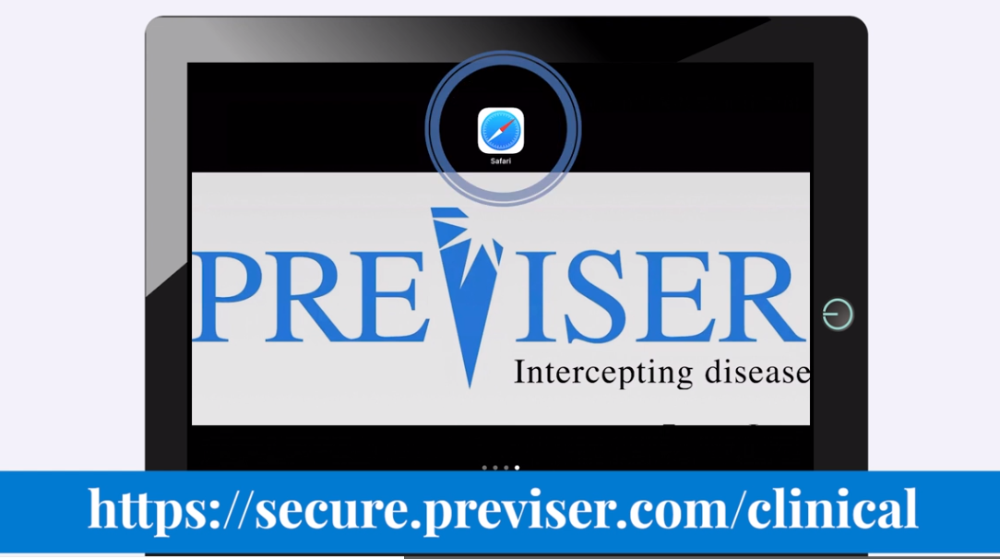 Safari
PREVISER
Intercepting disease
https://secure.previser.com/clinical